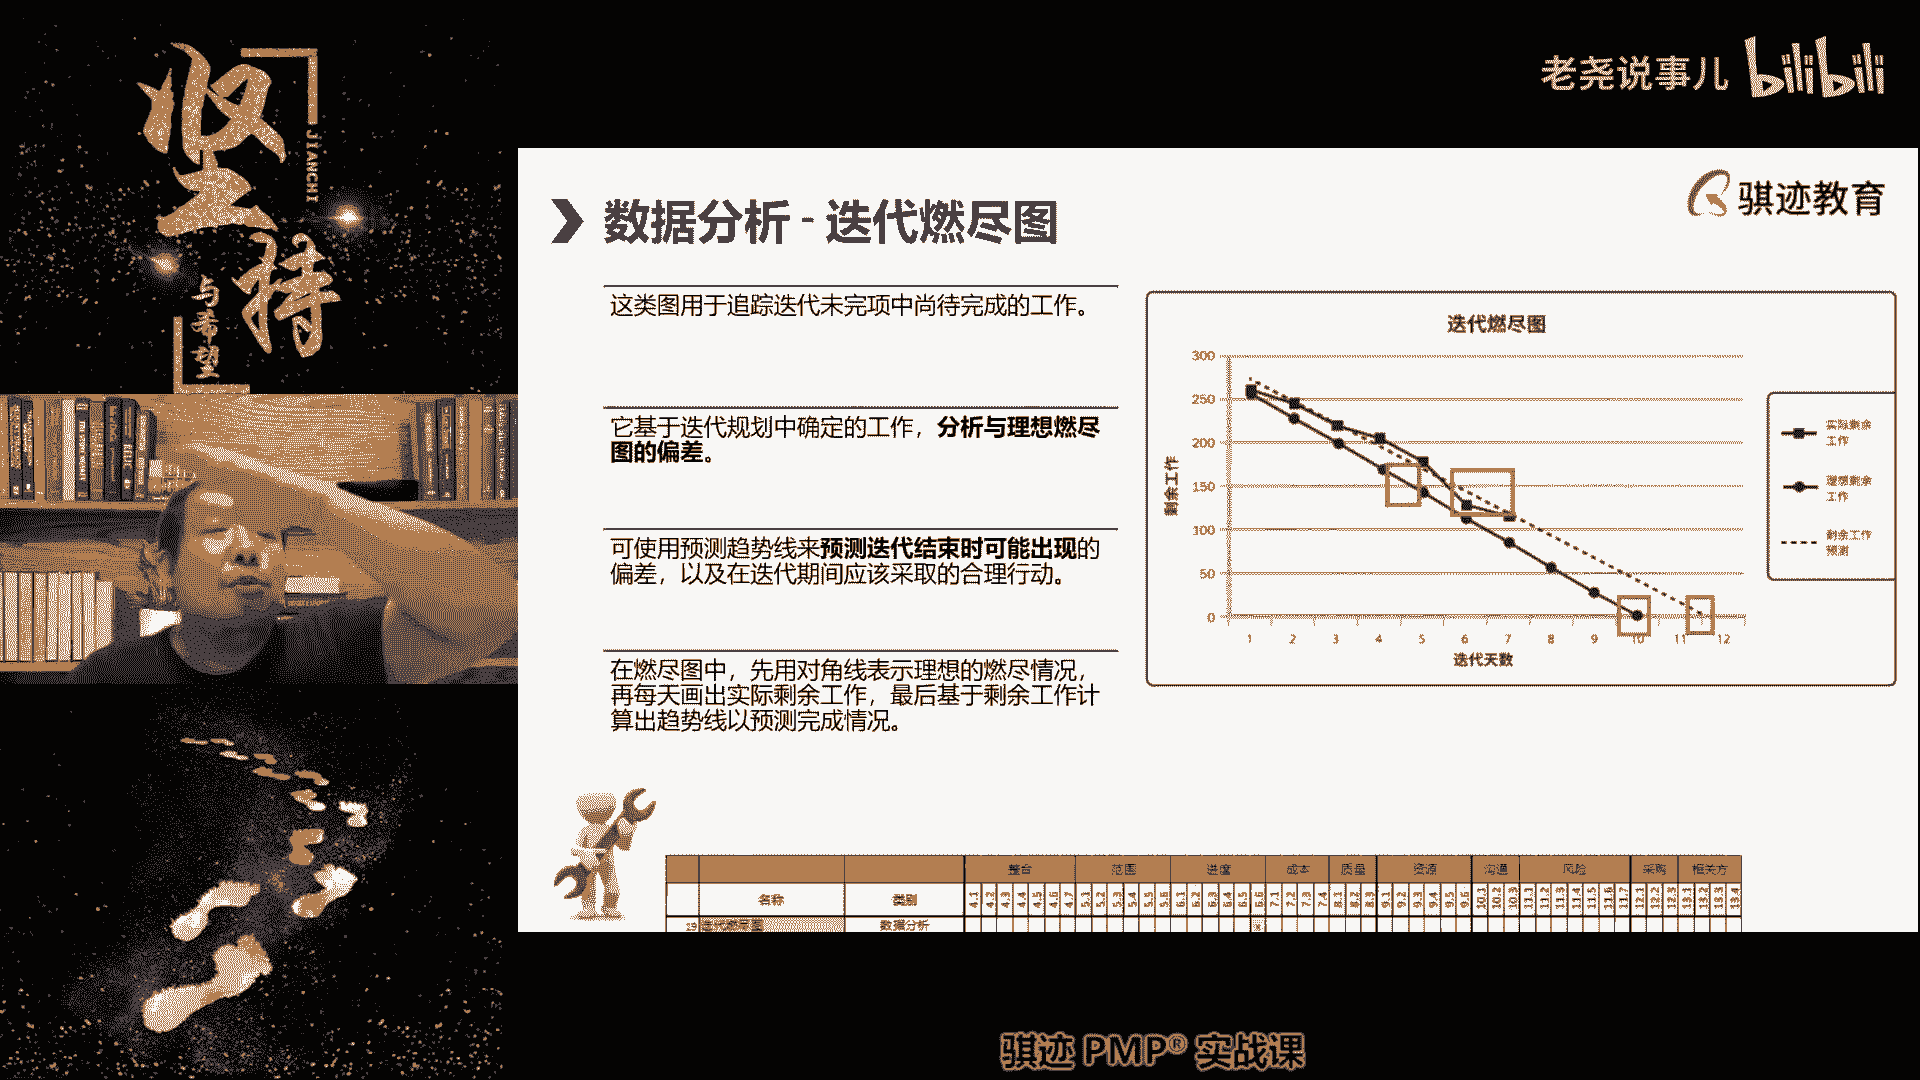 坚持
JIANCHI
与希望
老尧说事儿 bilibili
骐迹教育
数据分析 - 迭代燃尽图
这类图用于追踪迭代未完项中尚待完成的工作。
它基于迭代规划中确定的工作，分析与理想燃尽
图的偏差。
可使用预测趋势线来预测迭代结束时可能出现的
偏差，以及在迭代期间应该采取的合理行动。
在燃尽图中，先用对角线表示理想的燃尽情况，
再每天画出实际剩余工作，最后基于剩余工作计
算出趋势线以预测完成情况。
迭代燃尽图
300
250
200
150
100
50
0
剩余工作
1 2 3 4 5 6 7 8 9 10 11 12
迭代天数
实际剩余
工作
理想剩余
工作
剩余工作
预测
整合 范围 进度 成本 质量 资源 沟通 风险 采购 相关方
名称 类别 4.1 4.2 4.3 4.4 4.5 4.6 4.7 5.1 5.2 5.3 5.4 5.5 5.6 6.1 6.2 6.3 6.4 6.5 6.6 7.1 7.2 7.3 7.4 8.1 8.2 8.3 9.1 9.2 9.3 9.4 9.5 9.6 10.1 10.2 10.3 11.1 11.2 11.3 11.4 11.5 11.6 11.7 12.1 12.2 12.3 13.1 13.2 13.3 13.4
数据分析
骐迹 PMP® 实战课